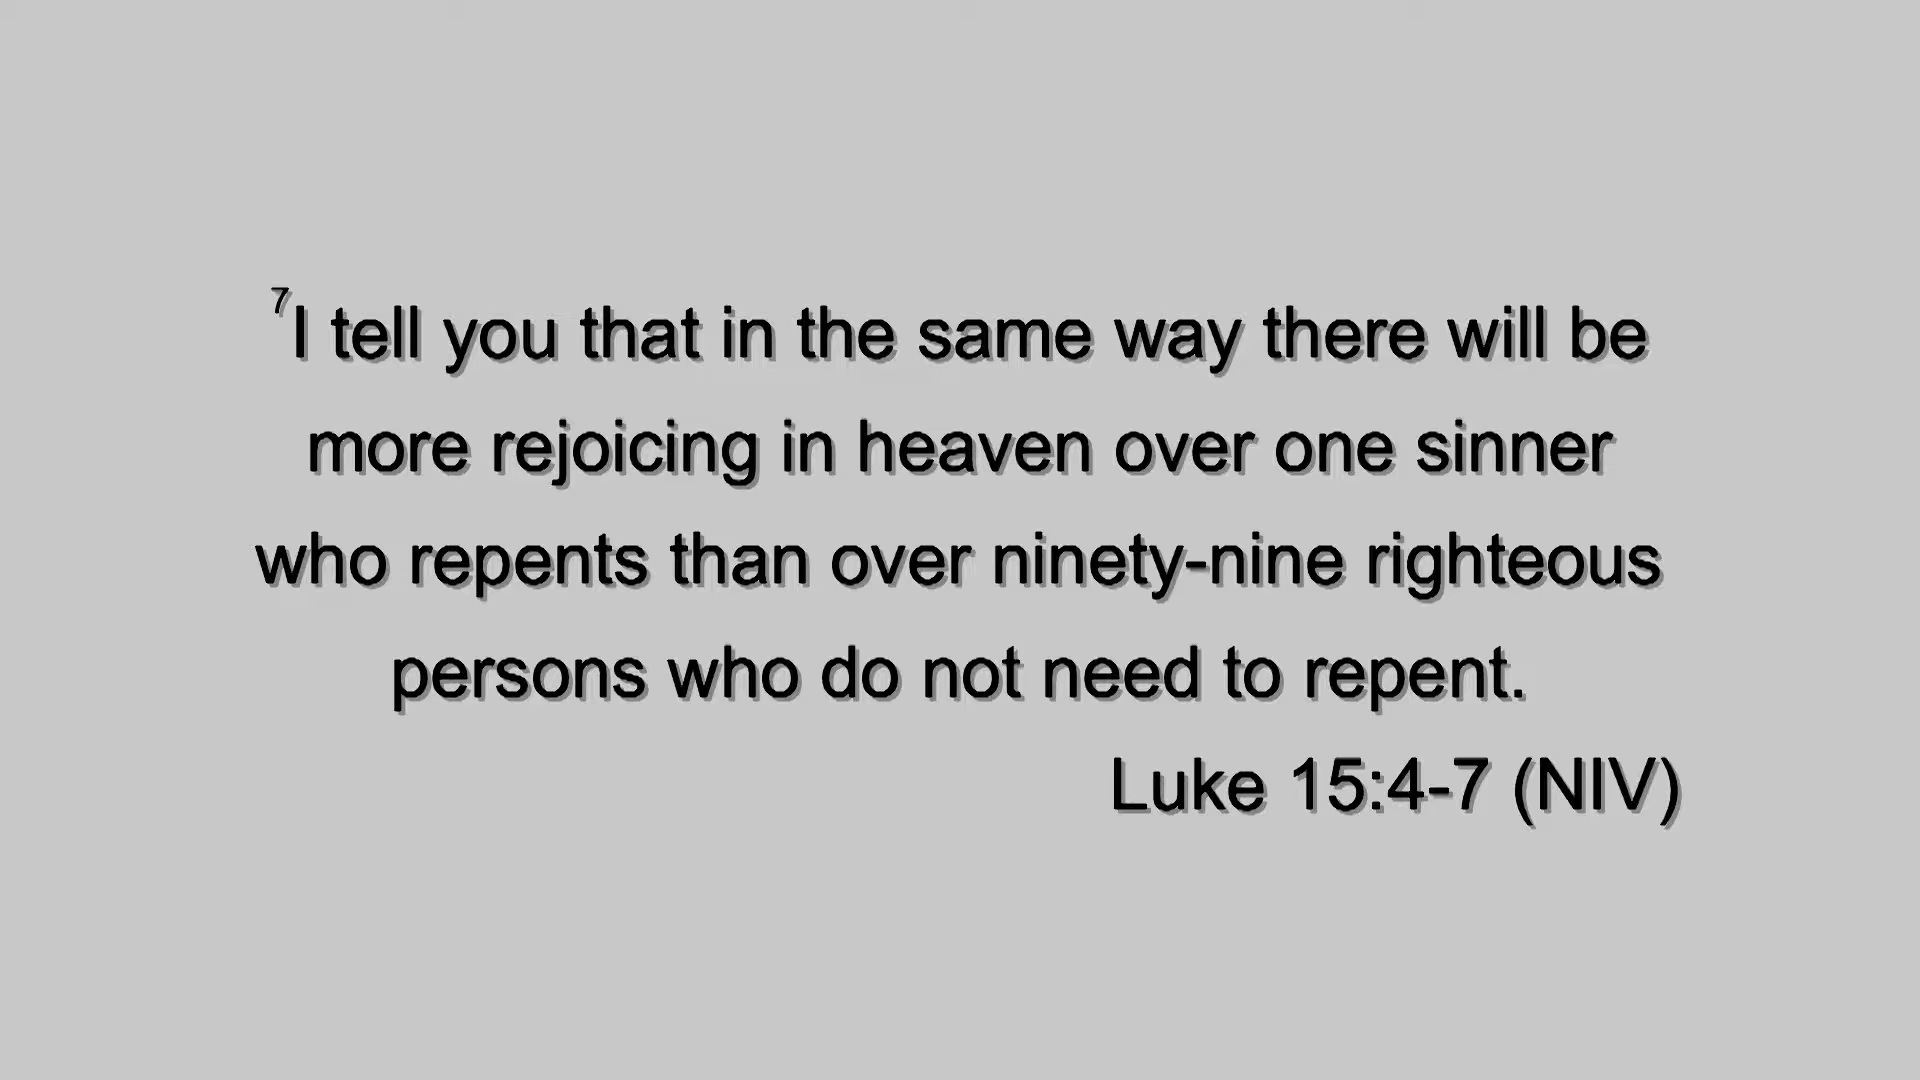 ⁷I tell you that in the same way there will be
more rejoicing in heaven over one sinner
who repents than over ninety-nine righteous
persons who do not need to repent.
Luke 15:4-7 (NIV)